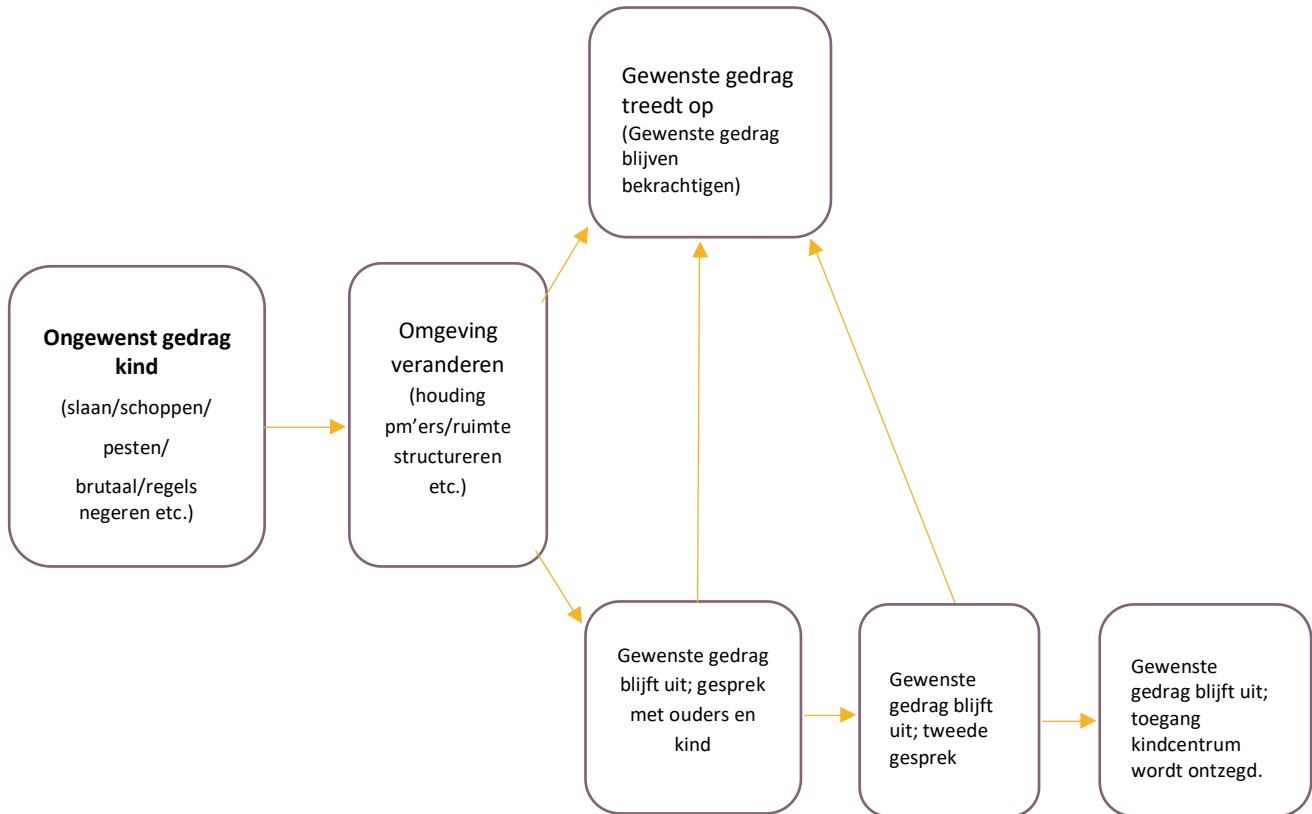 Gewenste gedrag
treedt op
(Gewenste gedrag
blijven
bekrachtigen)
Ongewenst gedrag
kind
(slaan/schoppen/
pesten/
brutaal/regels
negeren etc.)
Omgeving
veranderen
(houding
pm’ers/ruimte
structureren
etc.)
Gewenste gedrag
blijft uit; gesprek
met ouders en
kind
Gewenste
gedrag blijft
uit; tweede
gesprek
Gewenste
gedrag blijft uit;
toegang
kindcentrum
wordt ontzegd.